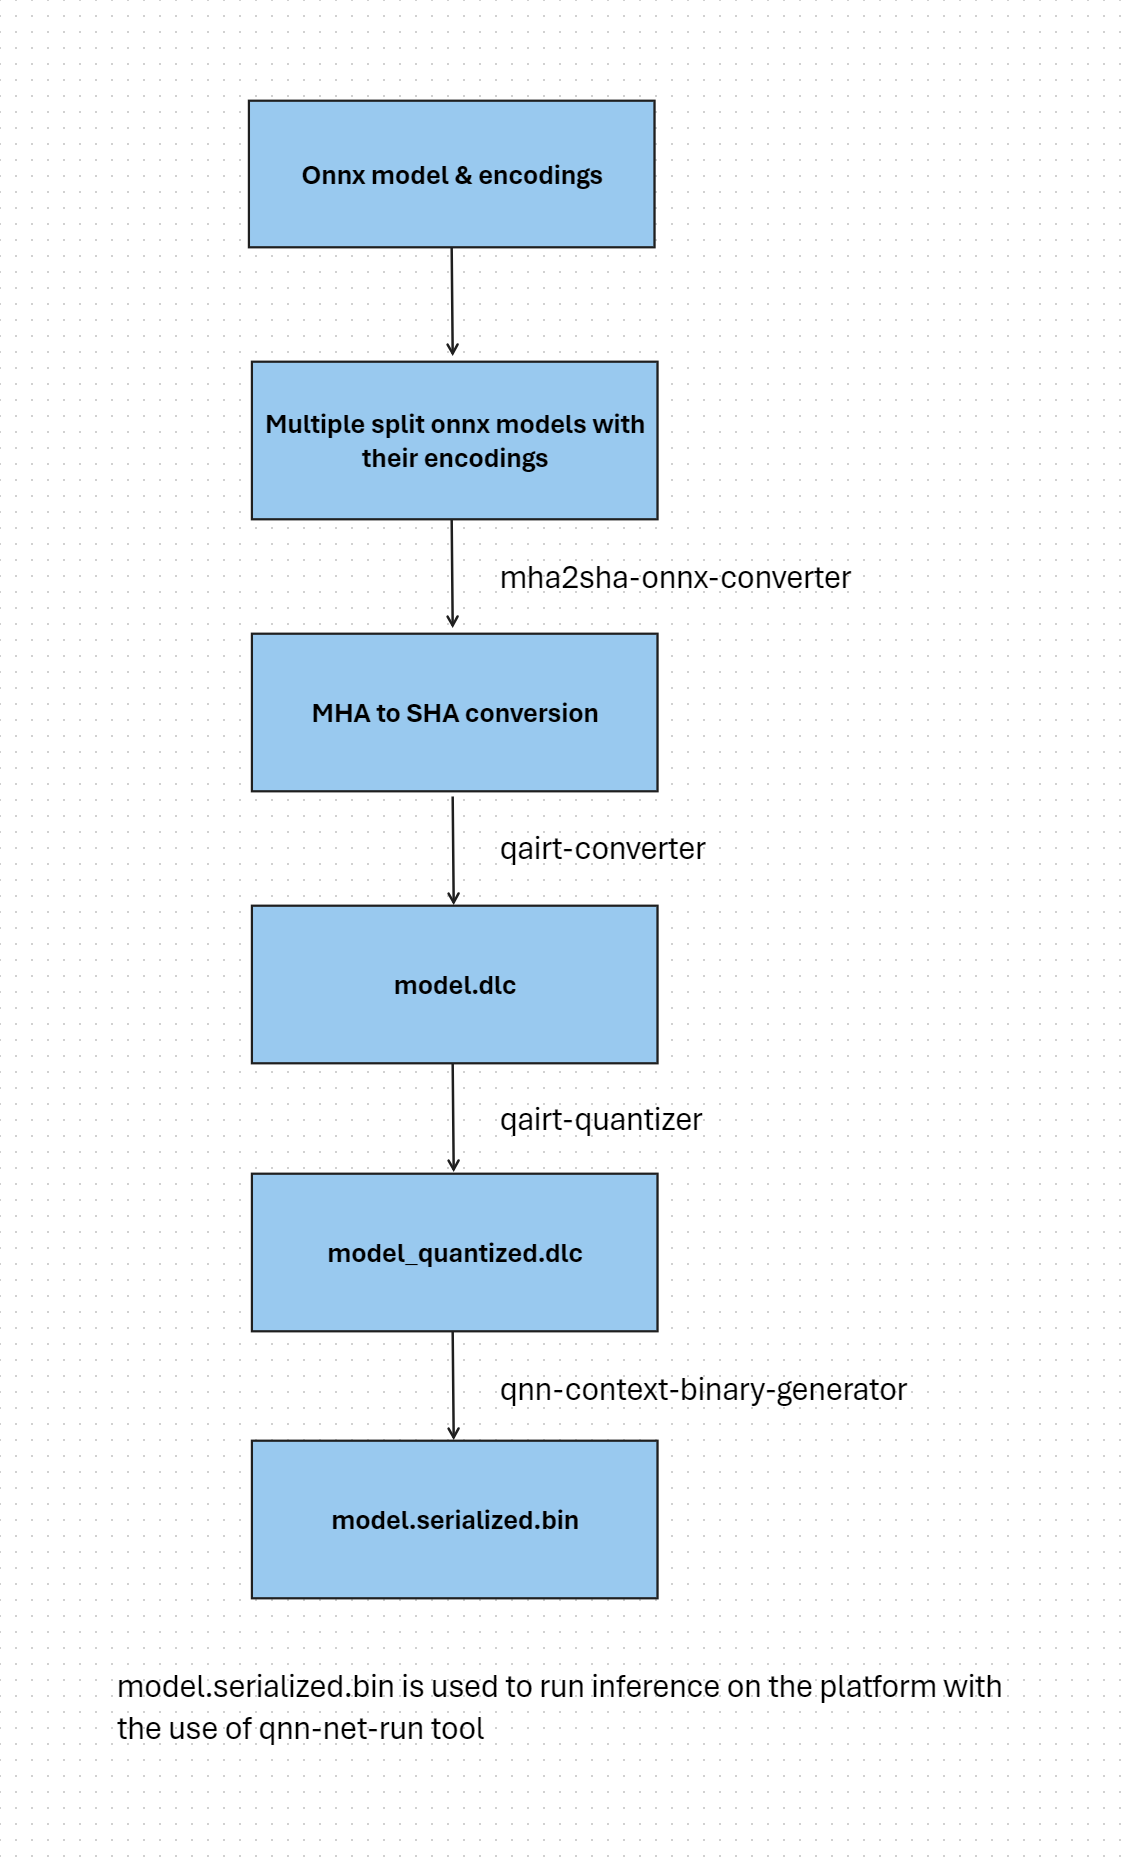 Onnx model & encodings
Multiple split onnx models with
their encodings
mha2sha-onnx-converter
MHA to SHA conversion
qairt-converter
model.dlc
qairt-quantizer
model_quantized.dlc
qnn-context-binary-generator
model.serialized.bin
model.serialized.bin is used to run inference on the platform with
the use of qnn-net-run tool